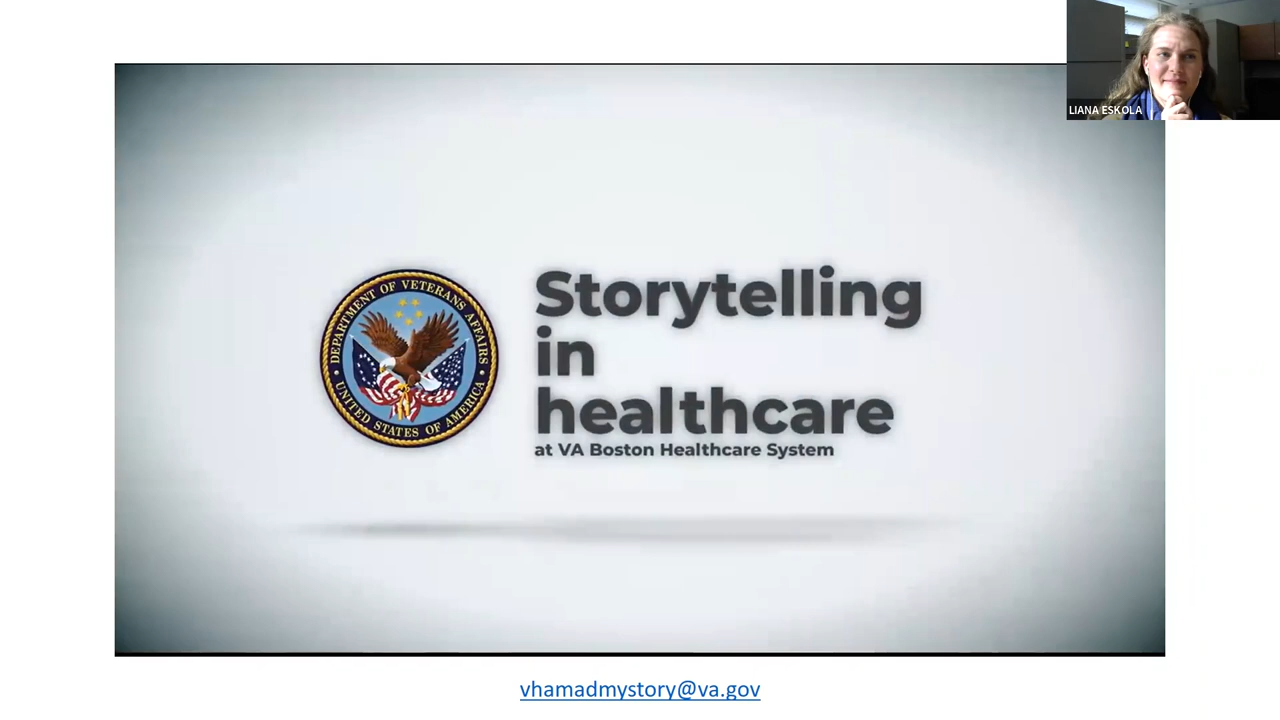 LIANA ESKOLA
DEPARTMENT OF VETERANS AFFAIRS
UNITED STATES OF AMERICA
Storytelling
in
healthcare
at VA Boston Healthcare System
vhamadmystory@va.gov